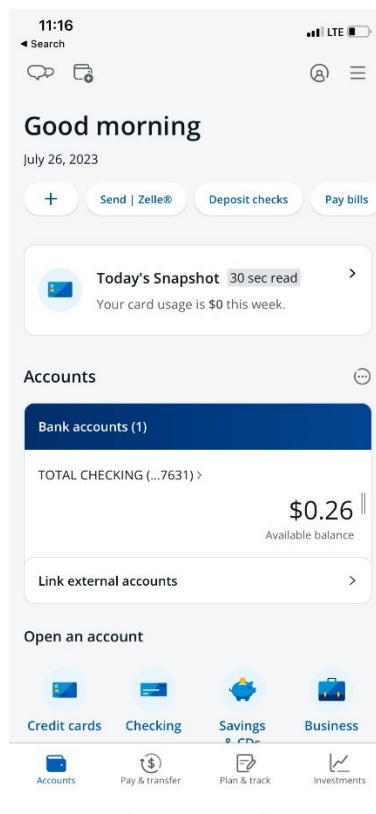 11:16
LTE
◄ Search
Good morning
July 26, 2023
+ Send | Zelle® Deposit checks Pay bills
Today's Snapshot 30 sec read
Your card usage is $0 this week.
Accounts
Bank accounts (1)
TOTAL CHECKING (...7631)
$0.26
Available balance
Link external accounts
Open an account
Credit cards Checking Savings Business
& CDs
Accounts Pay & transfer Plan & track Investments